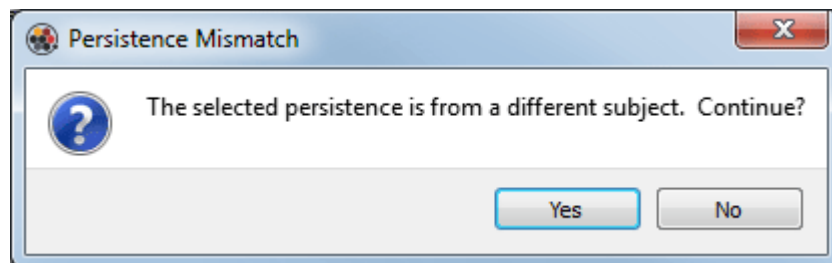 Persistence Mismatch
The selected persistence is from a different subject.  Continue?
Yes
No